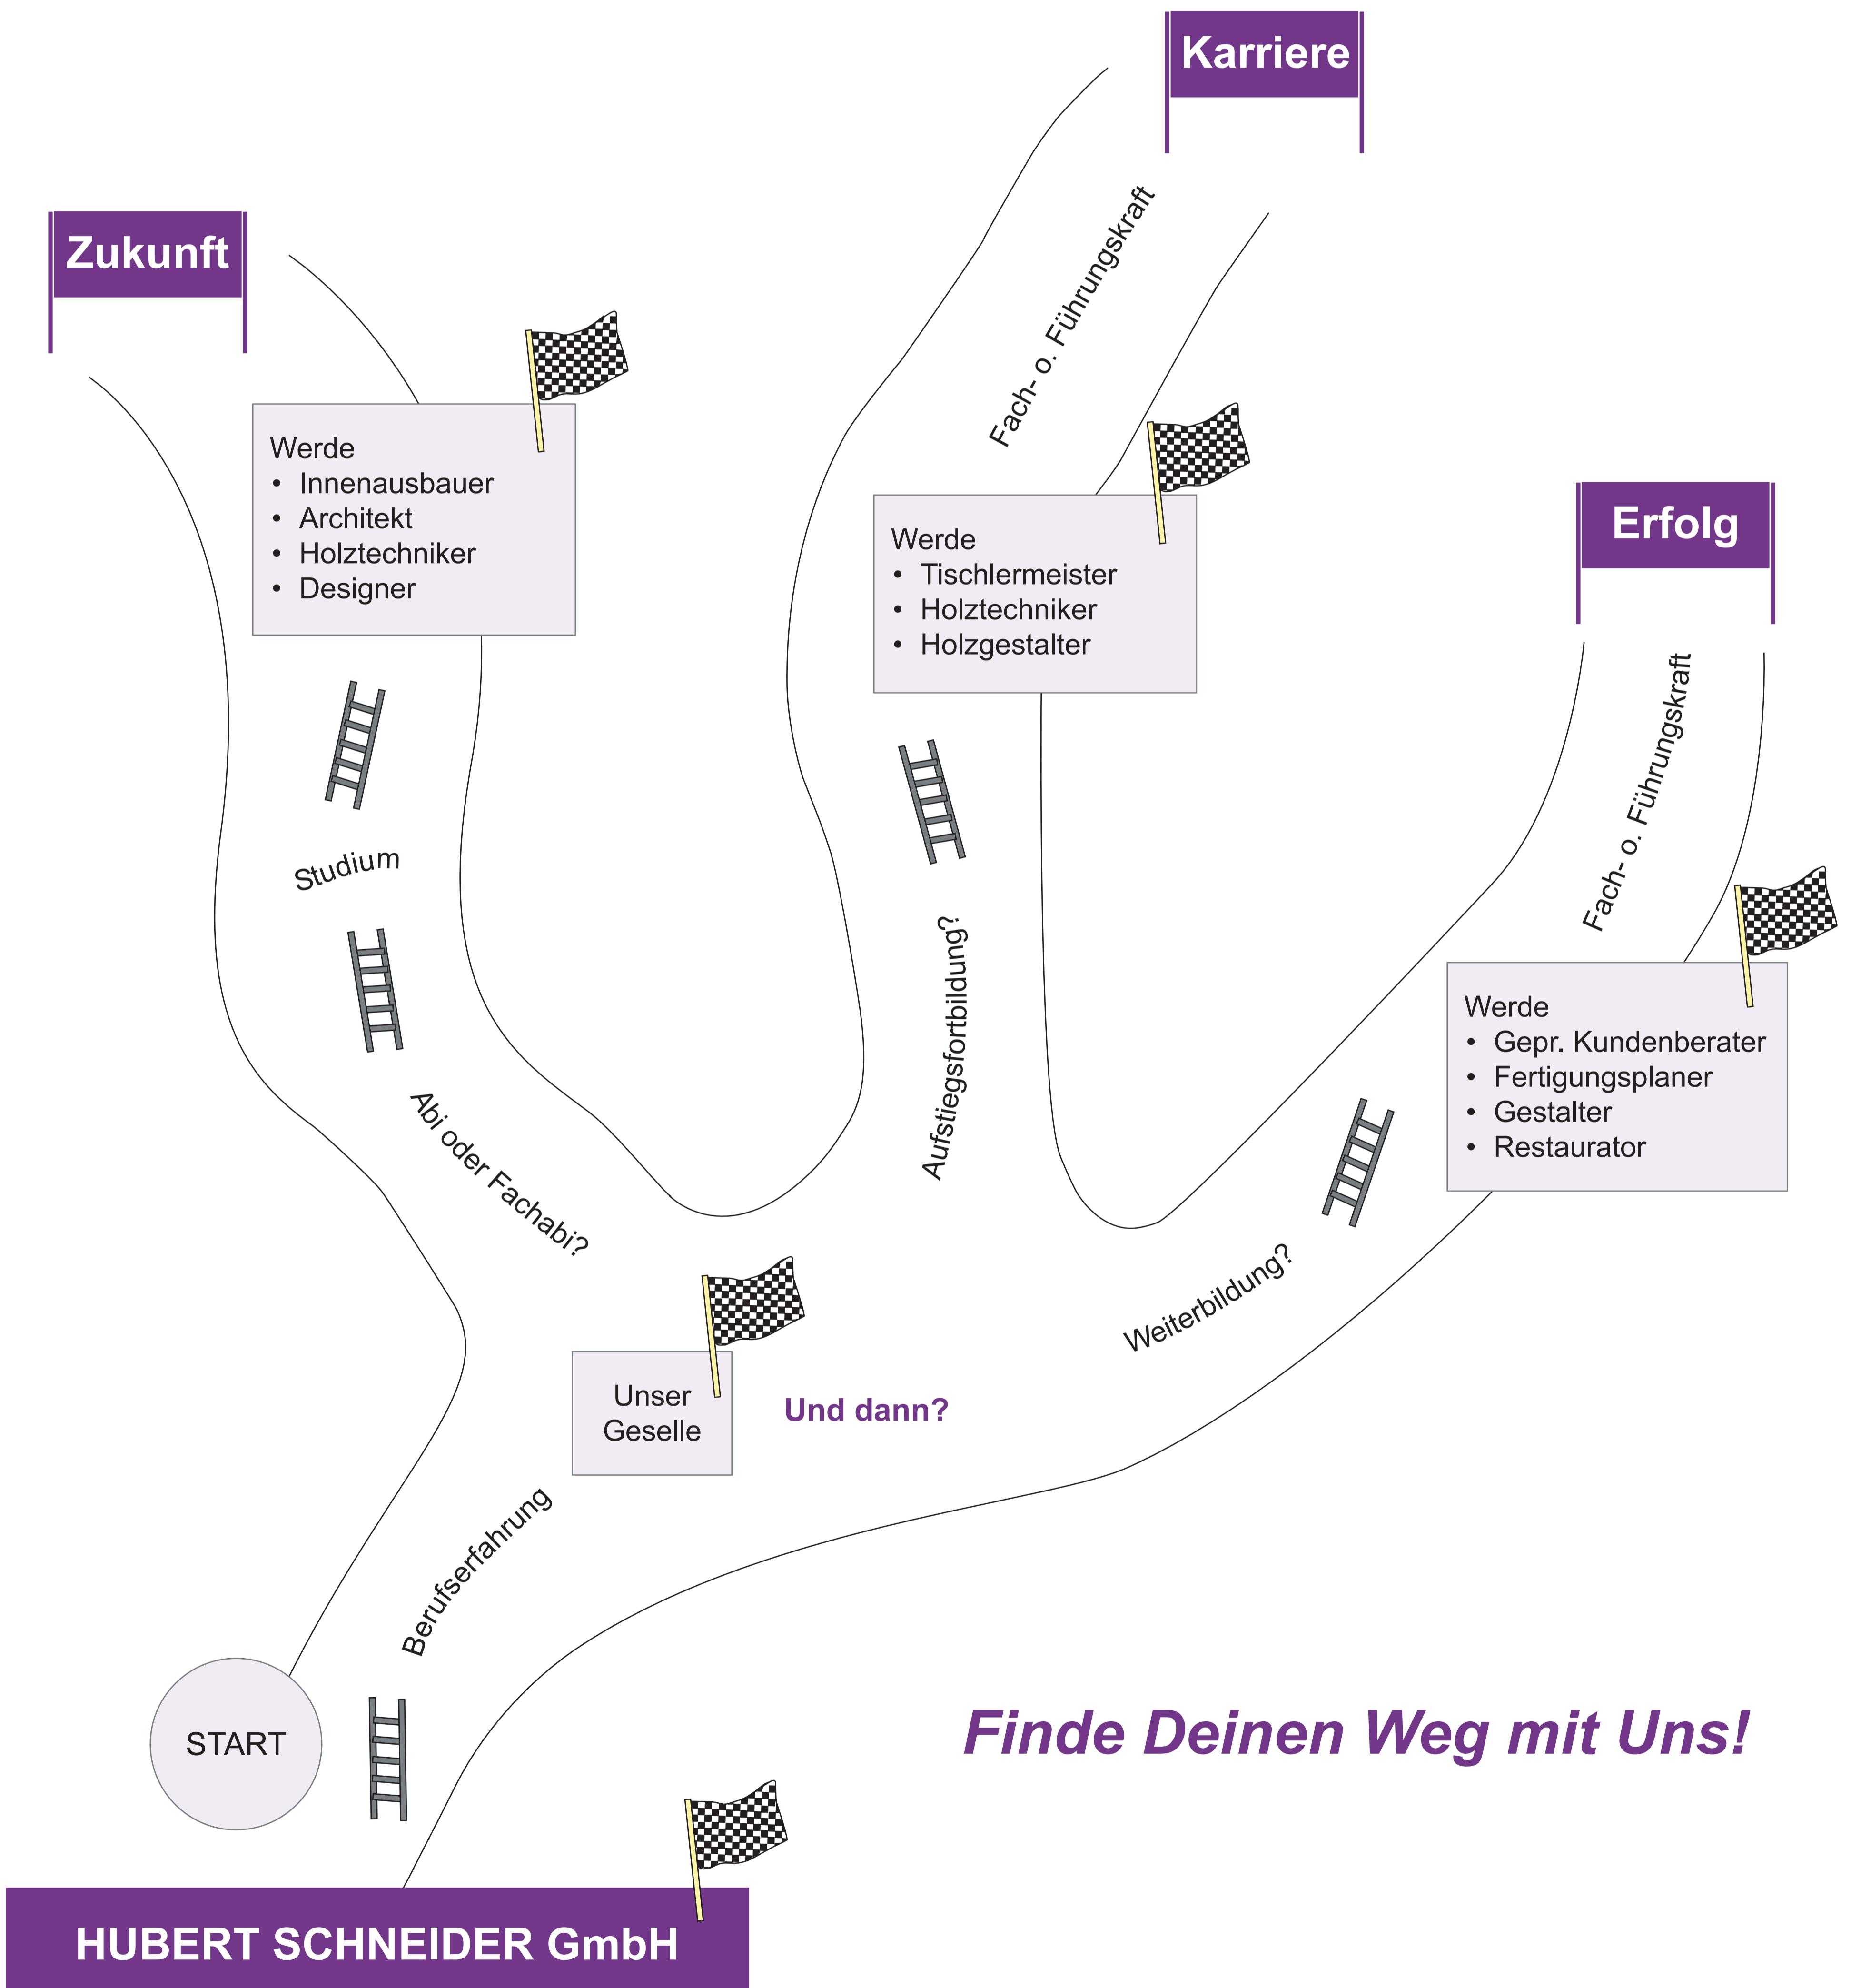 Karriere
Zukunft
Fach- o. Führungskraft
Werde
• Innenausbauer
• Architekt
• Holztechniker
• Designer
Werde
• Tischlermeister
• Holztechniker
• Holzgestalter
Erfolg
Fach- o. Führungskraft
Studium
Aufstiegsfortbildung?
Werde
• Gepr. Kundenberater
• Fertigungsplaner
• Gestalter
• Restaurator
Abi oder Fachabi?
Weiterbildung?
Unser
Geselle
Und dann?
Berufserfahrung
START
Finde Deinen Weg mit Uns!
HUBERT SCHNEIDER GmbH